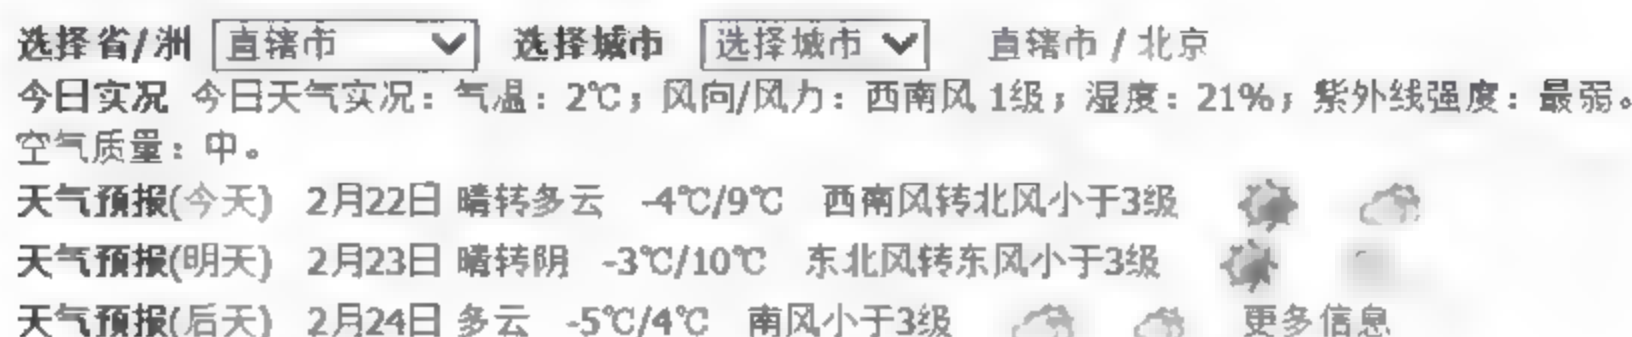 选择省/洲 直辖市 选择城市 选择城市 直辖市 / 北京
今日实况 今日天气实况：气温：2℃；风向/风力：西南风 1级；湿度：21%；紫外线强度：最弱。
空气质量：中。
天气预报(今天) 2月22日 晴转多云 -4℃/9℃ 西南风转北风小于3级
天气预报(明天) 2月23日 晴转阴 -3℃/10℃ 东北风转东风小于3级
天气预报(后天) 2月24日 多云 -5℃/4℃ 南风小于3级 更多信息